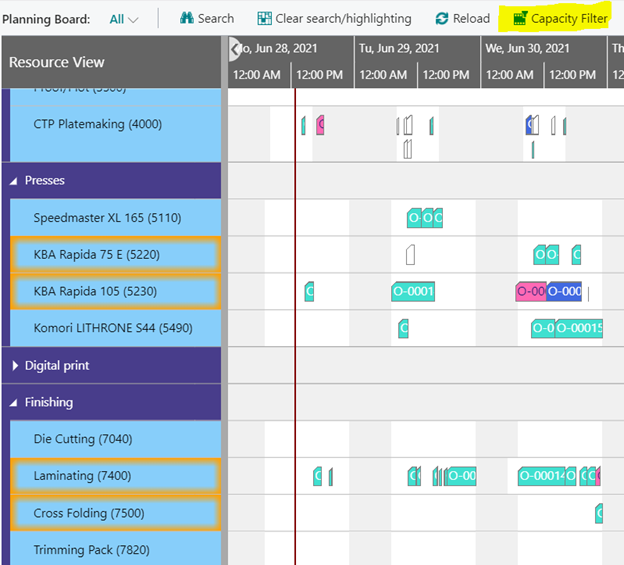 Planning Board: All Search Clear search/highlighting Reload Capacity Filter
Resource View
Mo, Jun 28, 2021 Tu, Jun 29, 2021 We, Jun 30, 2021 Th
12:00 AM 12:00 PM 12:00 AM 12:00 PM 12:00 AM 12:00 PM 12
CTP Platemaking (4000)
Presses
Speedmaster XL 165 (5110) O- O C
KBA Rapida 75 E (5220) O O- C
KBA Rapida 105 (5230) C O-0001 O-00 O-000
Komori LITHRONE S44 (5490) C O-0 O-00015
Digital print
Finishing
Die Cutting (7040)
Laminating (7400) C O-00 O-00014 O C
Cross Folding (7500) C
Trimming Pack (7820)